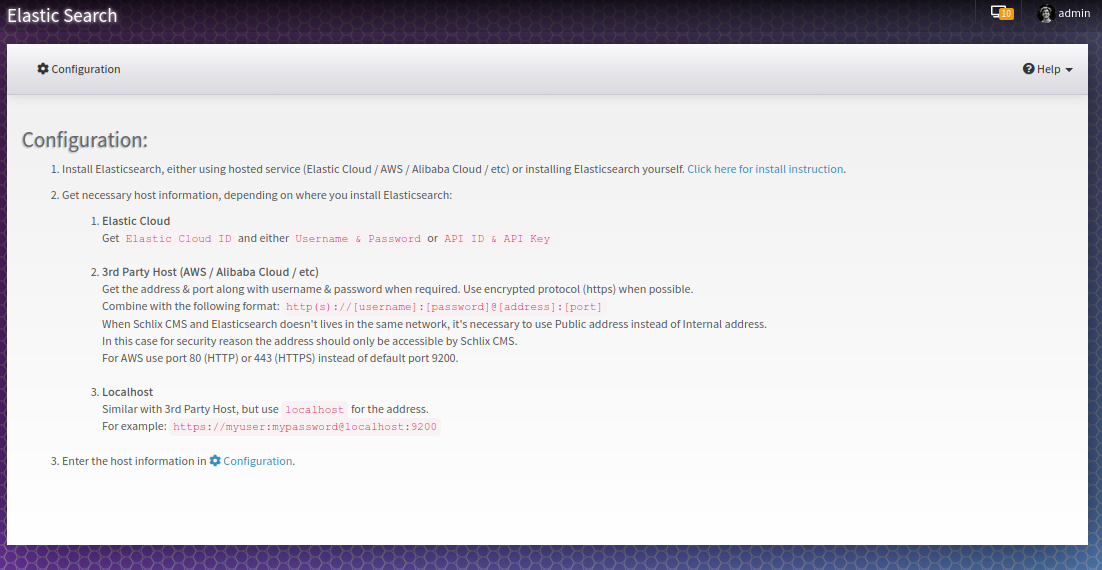 Elastic Search
10
admin
Configuration
Help
Configuration:
1. Install Elasticsearch, either using hosted service (Elastic Cloud / AWS / Alibaba Cloud / etc) or installing Elasticsearch yourself. Click here for install instruction.
2. Get necessary host information, depending on where you install Elasticsearch:
1. Elastic Cloud
Get Elastic Cloud ID and either Username & Password or API ID & API Key
2. 3rd Party Host (AWS / Alibaba Cloud / etc)
Get the address & port along with username & password when required. Use encrypted protocol (https) when possible.
Combine with the following format: http(s)://[username]:[password]@[address]:[port]
When Schlix CMS and Elasticsearch doesn't lives in the same network, it's necessary to use Public address instead of Internal address.
In this case for security reason the address should only be accessible by Schlix CMS.
For AWS use port 80 (HTTP) or 443 (HTTPS) instead of default port 9200.
3. Localhost
Similar with 3rd Party Host, but use localhost for the address.
For example: https://myuser:mypassword@localhost:9200
3. Enter the host information in Configuration.